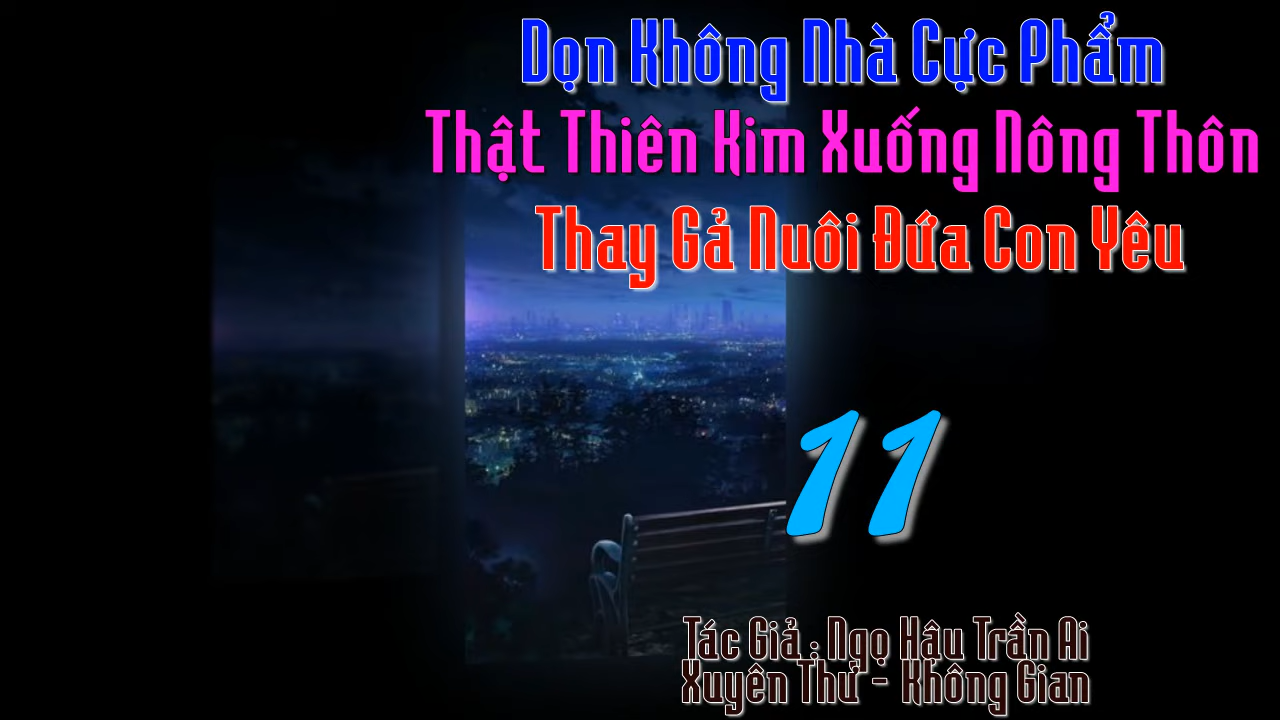 Dọn Không Nhà Cực Phẩm
Thật Thiên Kim Xuống Nông Thôn
Thay Gả Nuôi Đứa Con Yêu
11
Tác Giả : Ngọ Hậu Trần Ai
Xuyên Thư - Không Gian